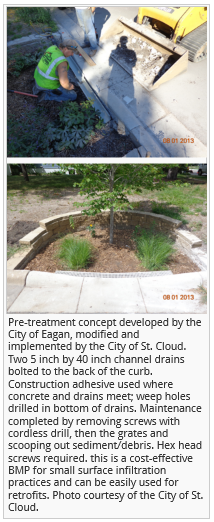 08 01 2013
08 01 2013
Pre-treatment concept developed by the
City of Eagan, modified and
implemented by the City of St. Cloud.
Two 5 inch by 40 inch channel drains
bolted to the back of the curb.
Construction adhesive used where
concrete and drains meet; weep holes
drilled in bottom of drains. Maintenance
completed by removing screws with
cordless drill, then the grates and
scooping out sediment/debris. Hex head
screws required. this is a cost-effective
BMP for small surface infiltration
practices and can be easily used for
retrofits. Photo courtesy of the City of St.
Cloud.